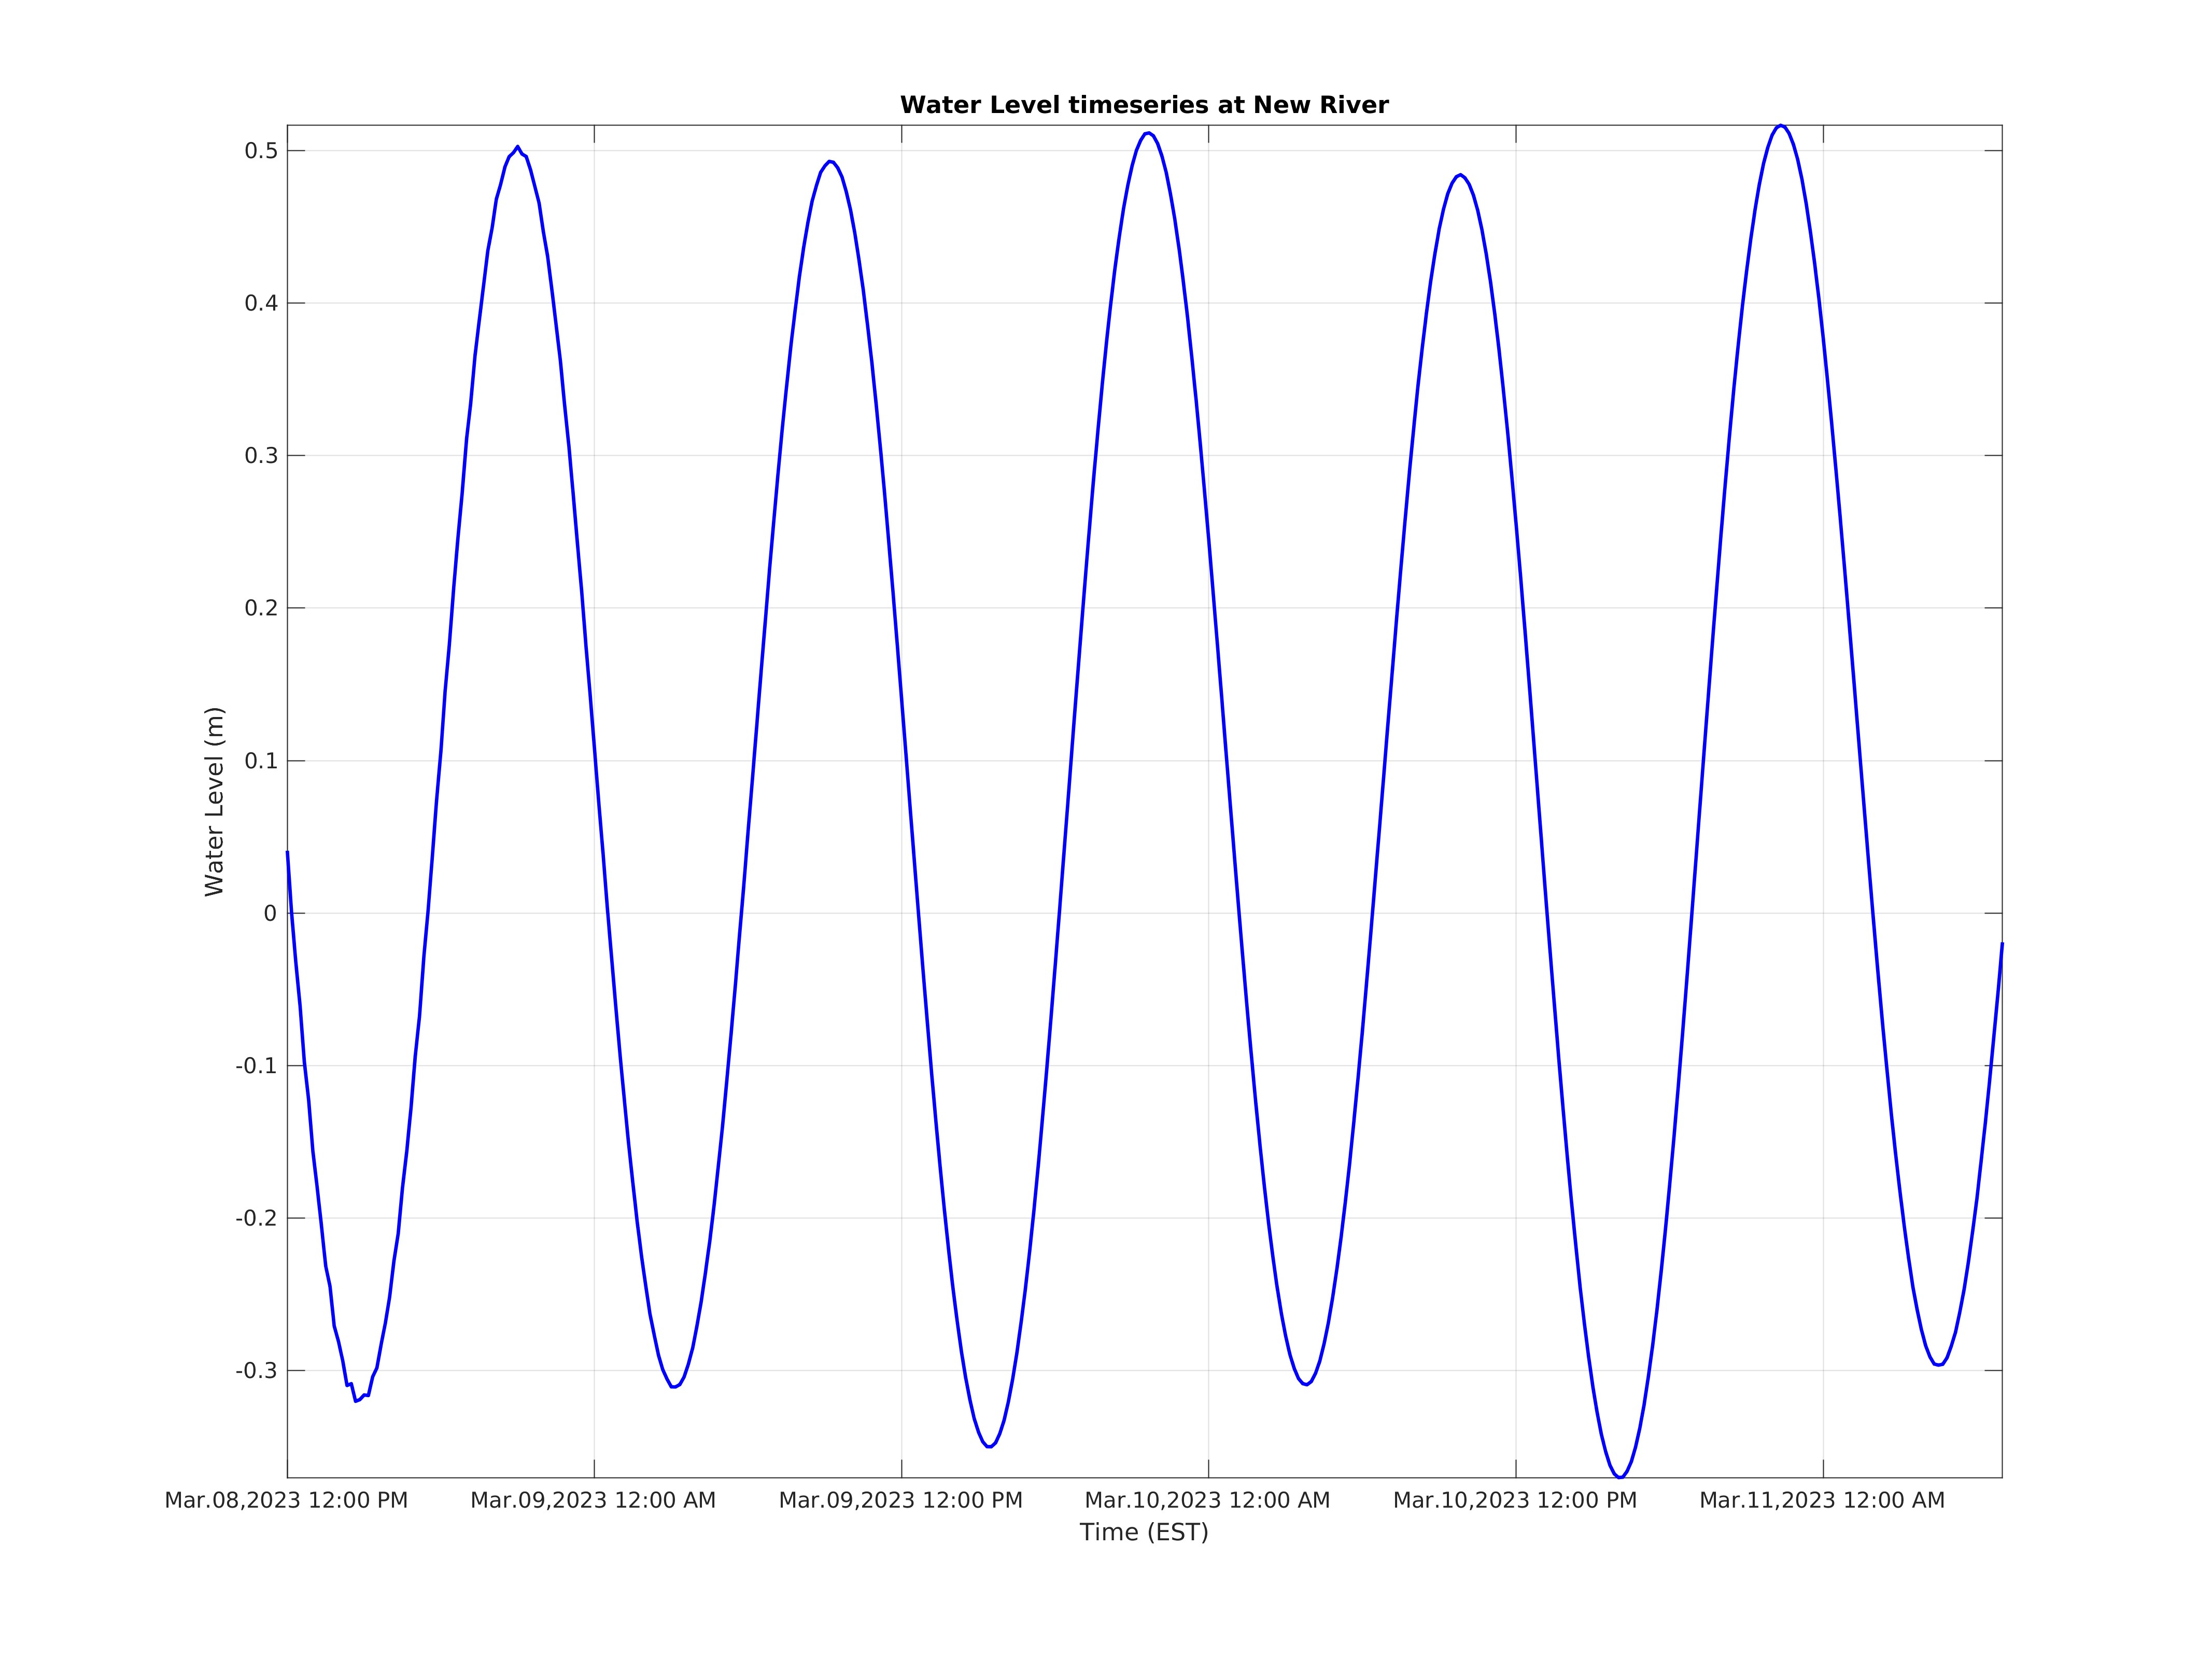 Water Level timeseries at New River
0.5
0.4
0.3
0.2
0.1
0
-0.1
-0.2
-0.3
Water Level (m)
Mar.08,2023 12:00 PM Mar.09,2023 12:00 AM Mar.09,2023 12:00 PM Mar.10,2023 12:00 AM Mar.10,2023 12:00 PM Mar.11,2023 12:00 AM
Time (EST)